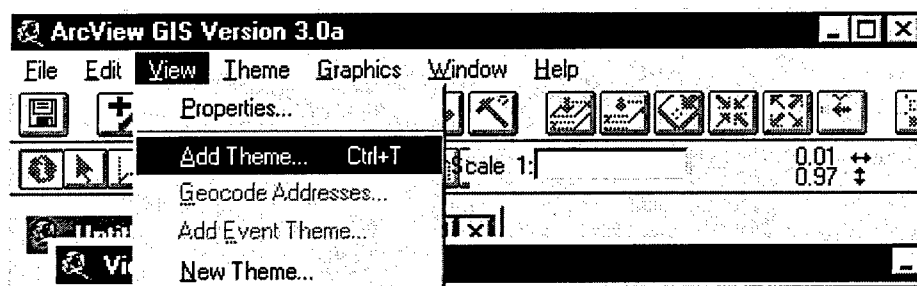 ArcView GIS Version 3.0a
File Edit View Theme Graphics Window Help
Properties...
Add Theme... Ctrl+T
Scale 1:
0.01
0.97
Geocode Addresses...
Add Event Theme...
New Theme...